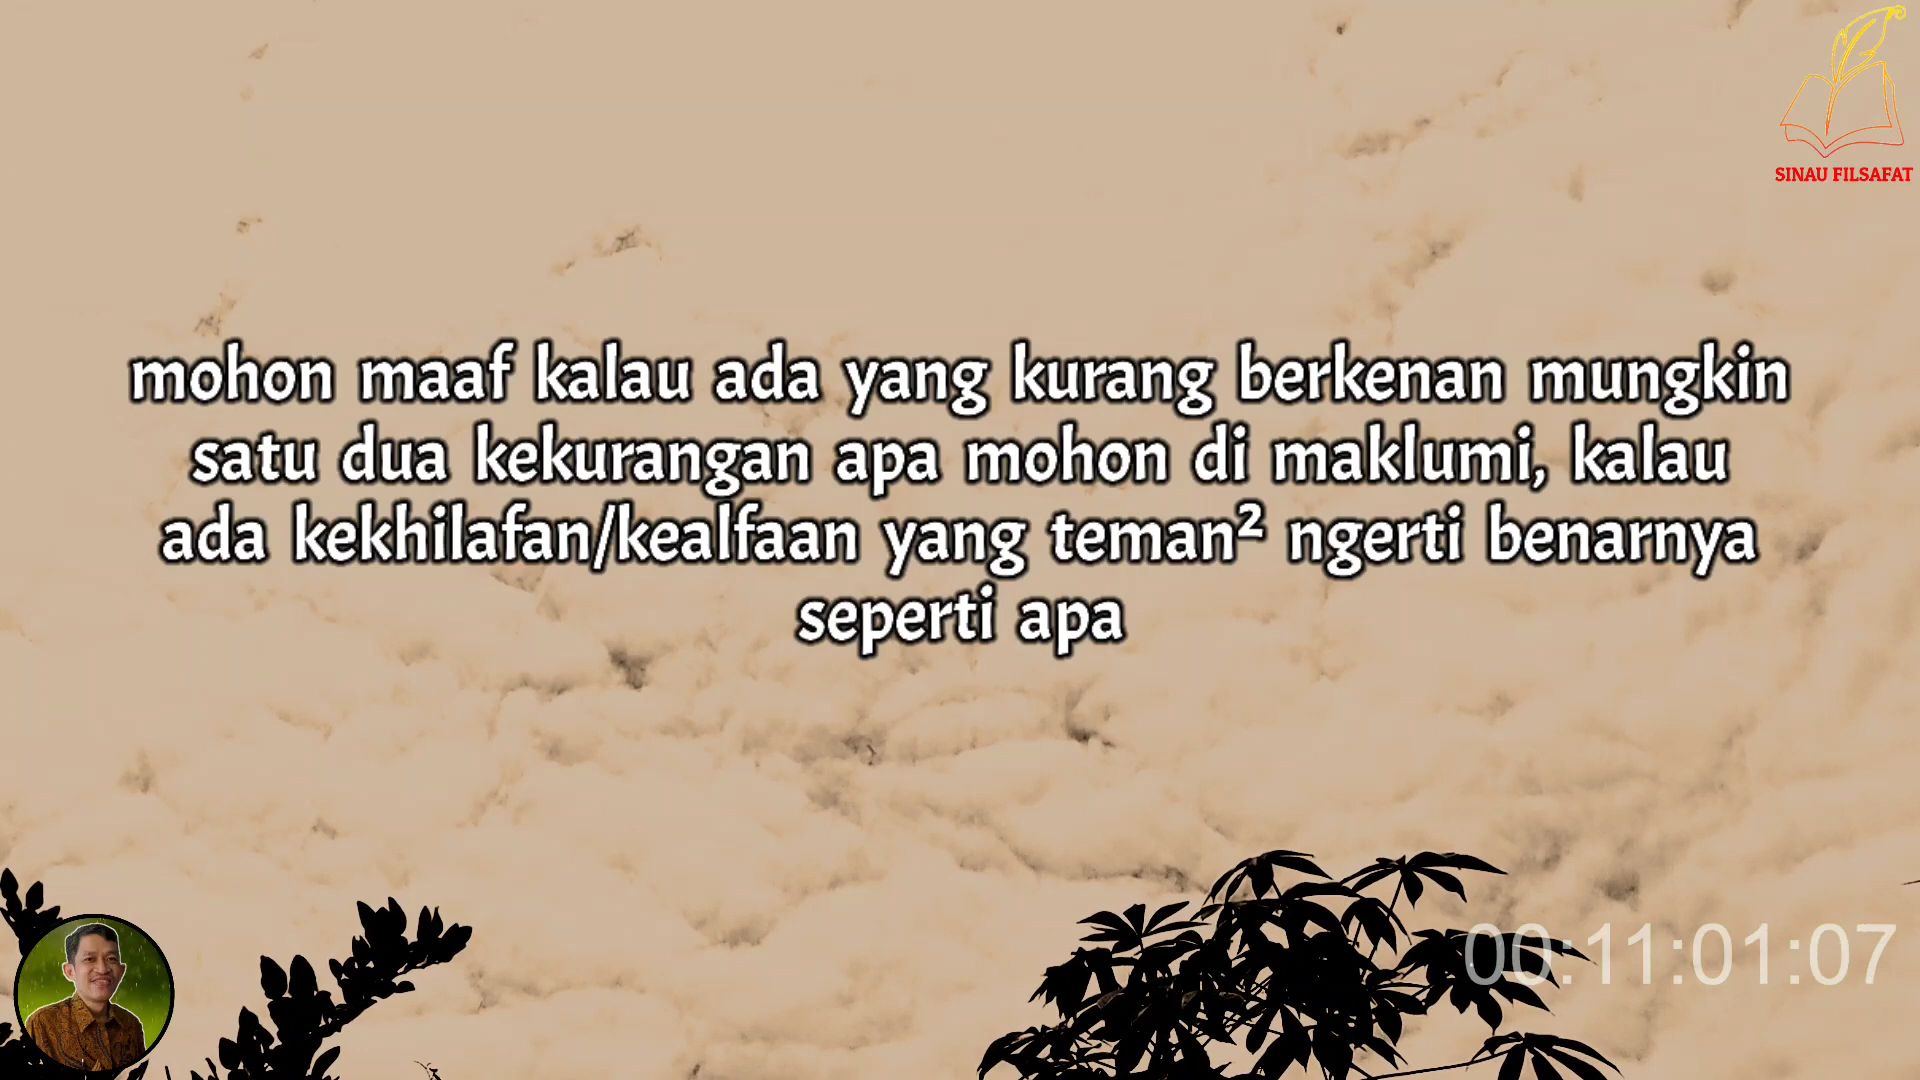 SINAU FILSAFAT
mohon maaf kalau ada yang kurang berkenan mungkin
satu dua kekurangan apa mohon di maklumi, kalau
ada kekhilafan/kealfaan yang teman² ngerti benarnya
seperti apa
00:11:01:07